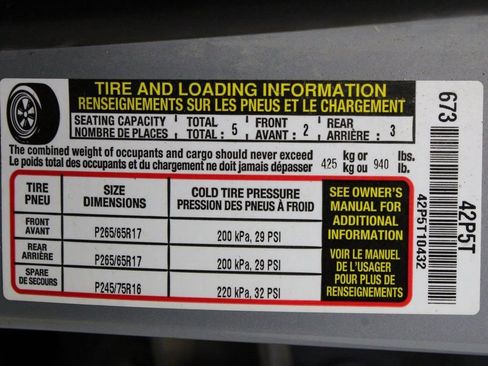 TIRE AND LOADING INFORMATION
RENSEIGNEMENTS SUR LES PNEUS ET LE CHARGEMENT
SEATING CAPACITY TOTAL FRONT REAR
NOMBRE DE PLACES TOTAL : 5 AVANT : 2 ARRIÈRE : 3
The combined weight of occupants and cargo should never exceed
Le poids total des occupants et du chargement ne doit jamais dépasser
425 kg or kg ou 940 lbs. lb.
TIRE PNEU
SIZE DIMENSIONS
COLD TIRE PRESSURE
PRESSION DES PNEUS À FROID
FRONT AVANT P265/65R17 200 kPa, 29 PSI
REAR ARRIÈRE P265/65R17 200 kPa, 29 PSI
SPARE DE SECOURS P245/75R16 220 kPa, 32 PSI
SEE OWNER'S
MANUAL FOR
ADDITIONAL
INFORMATION
VOIR LE MANUEL
DE L'USAGER
POUR PLUS DE
RENSEIGNEMENTS
673
42P5T
42P5T10432